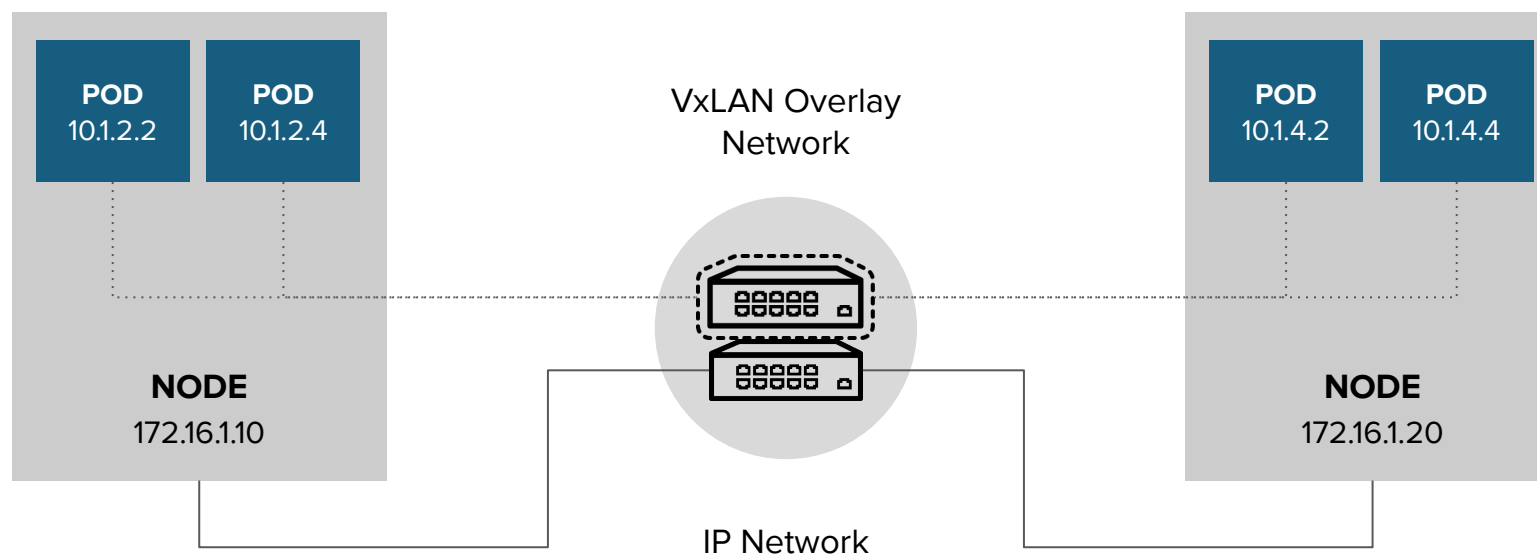 POD
10.1.2.2
POD
10.1.2.4
NODE
172.16.1.10
VxLAN Overlay
Network
IP Network
POD
10.1.4.2
POD
10.1.4.4
NODE
172.16.1.20